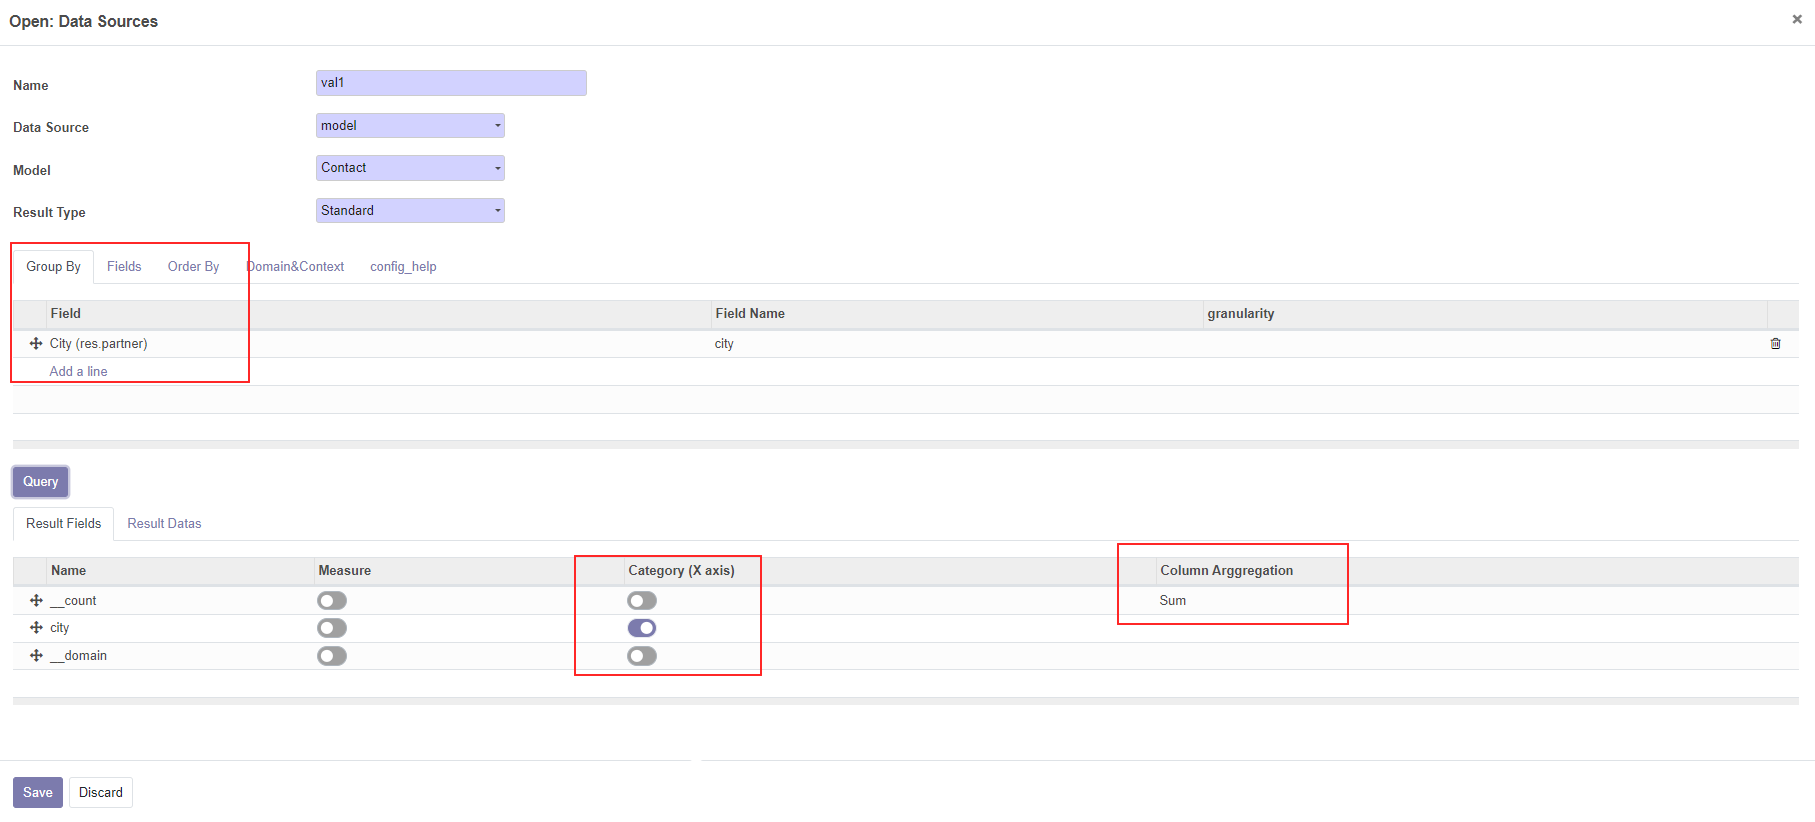 Open: Data Sources ×
Name val1
Data Source model
Model Contact
Result Type Standard
Group By Fields Order By Domain&Context config_help
Field Field Name granularity
City (res.partner) city
Add a line
Query
Result Fields Result Datas
Name Measure Category (X axis) Column Arggregation
__count Sum
city
__domain
Save Discard